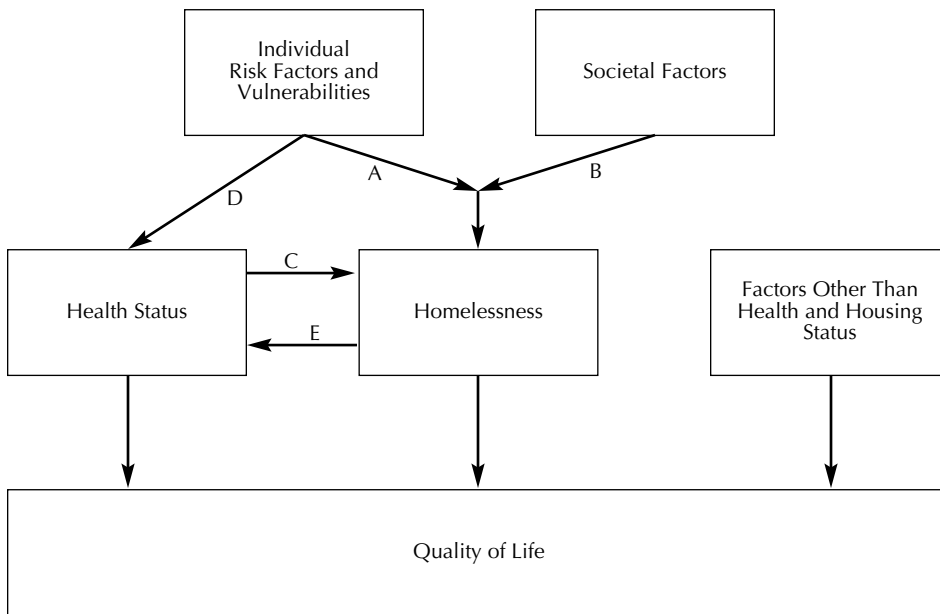 Individual
Risk Factors and
Vulnerabilities
Societal Factors
A
B
D
C
Health Status
Homelessness
Factors Other Than
Health and Housing
Status
E
Quality of Life